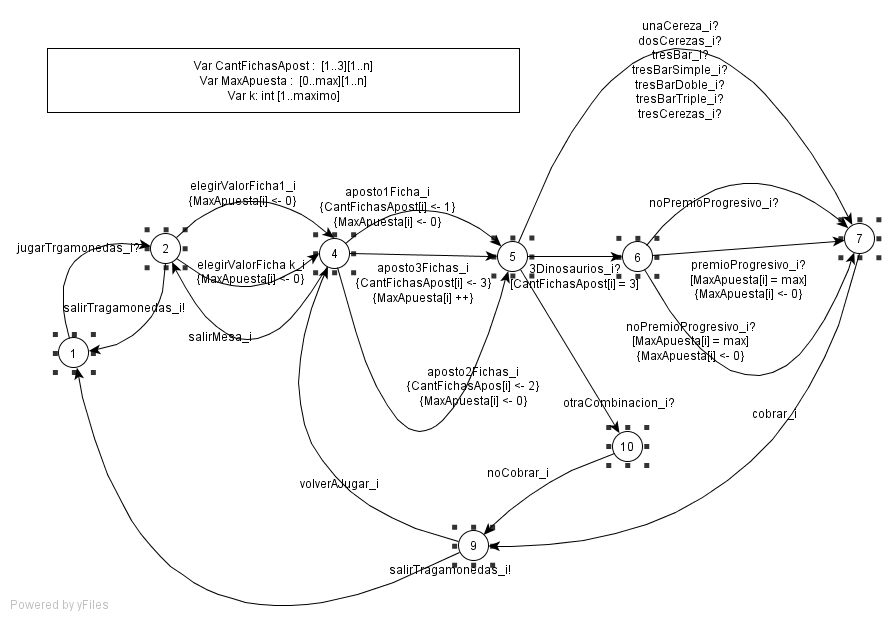 unaCereza_i?
dosCerezas_i?
tresBar_i?
tresBarSimple_i?
tresBarDoble_i?
tresBarTriple_i?
tresCerezas_i?
Var CantFichasApost : [1..3][1..n]
Var MaxApuesta : [0..max][1..n]
Var k: int [1..maximo]
elegirValorFicha1_i
{MaxApuesta[i] <- 0}
aposto1Ficha_i
{CantFichasApost[i] <- 1}
{MaxApuesta[i] <- 0}
noPremioProgresivo_i?
jugarTrgamonedas_i?
2
4
5
6
7
elegirValorFicha k_i
{MaxApuesta[i] <- 0}
aposto3Fichas_i
{CantFichasApost[i] <- 3}
{MaxApuesta[i] ++}
3Dinosaurios_i?
[CantFichasApost[i] = 3]
premioProgresivo_i?
[MaxApuesta[i] = max]
{MaxApuesta[i] <- 0}
salirTragamonedas_i!
salirMesa_i
noPremioProgresivo_i?
[MaxApuesta[i] = max]
{MaxApuesta[i] <- 0}
1
aposto2Fichas_i
{CantFichasApos[i] <- 2}
{MaxApuesta[i] <- 0}
otraCombinacion_i?
cobrar_i
10
noCobrar_i
volverAJugar_i
9
salirTragamonedas_i!
Powered by yFiles